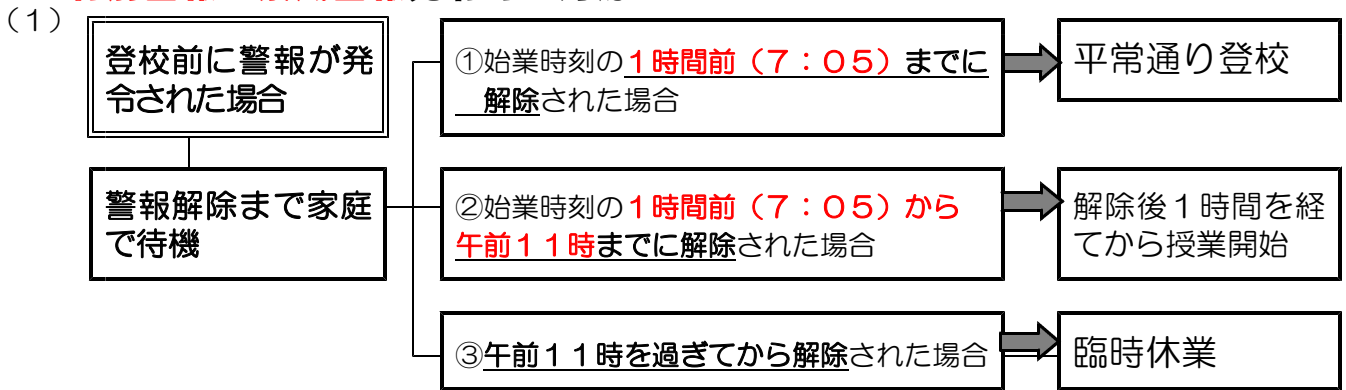 （１）
登校前に警報が発
令された場合
①始業時刻の１時間前（７：０５）までに
解除された場合
平常通り登校
警報解除まで家庭
で待機
②始業時刻の１時間前（７：０５）から
午前１１時までに解除された場合
解除後１時間を経
てから授業開始
③午前１１時を過ぎてから解除された場合
臨時休業